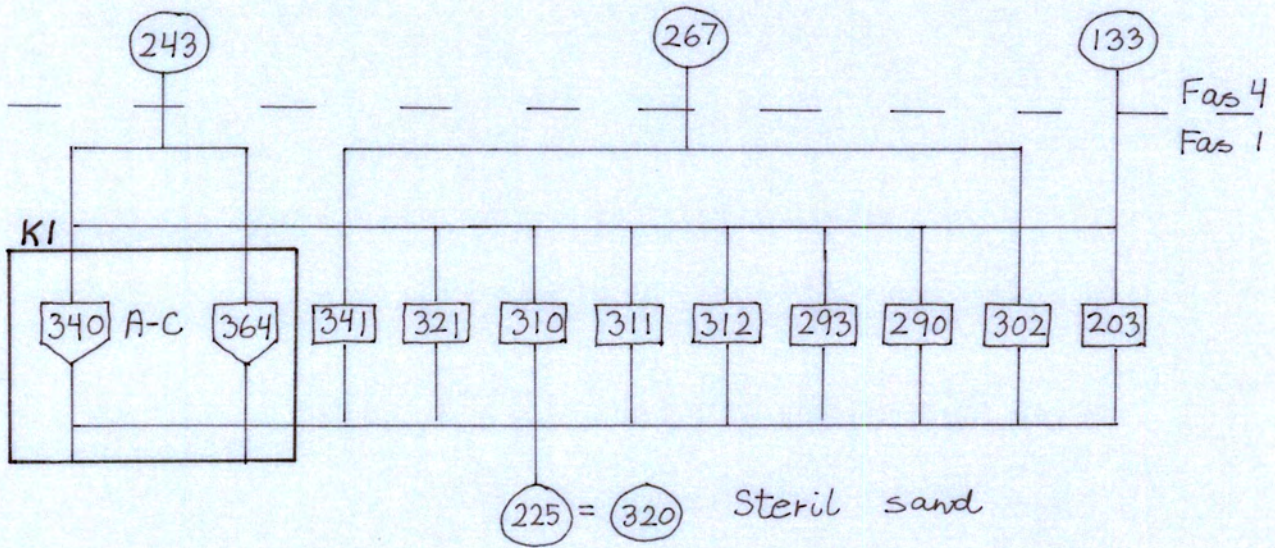 243 267 133
Fas 4
Fas 1
K1
340 A-C 364 341 321 310 311 312 293 290 302 203
225 = 320 Steril sand